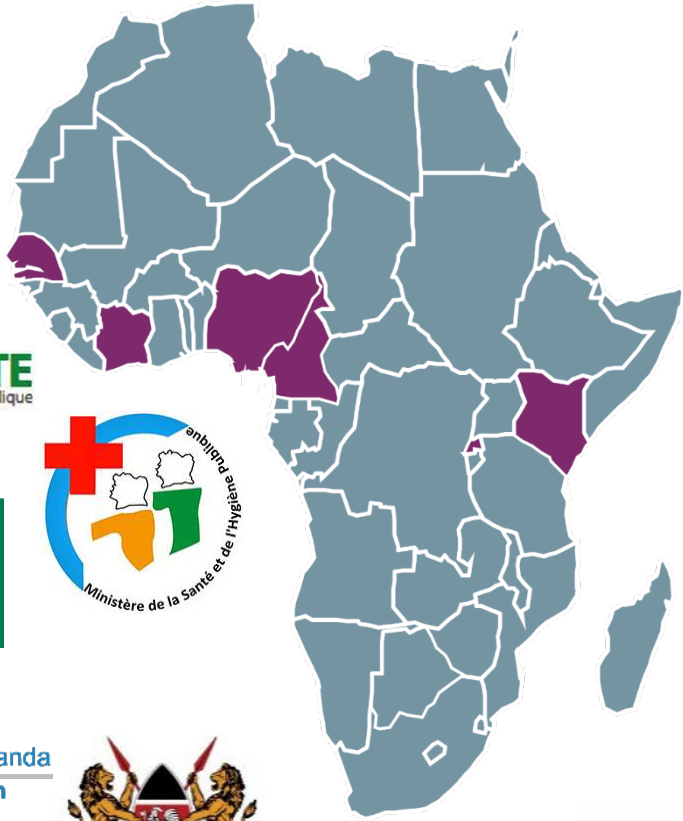 TE
lique
Ministère de la Santé et de l'Hygiène Publique
anda
n